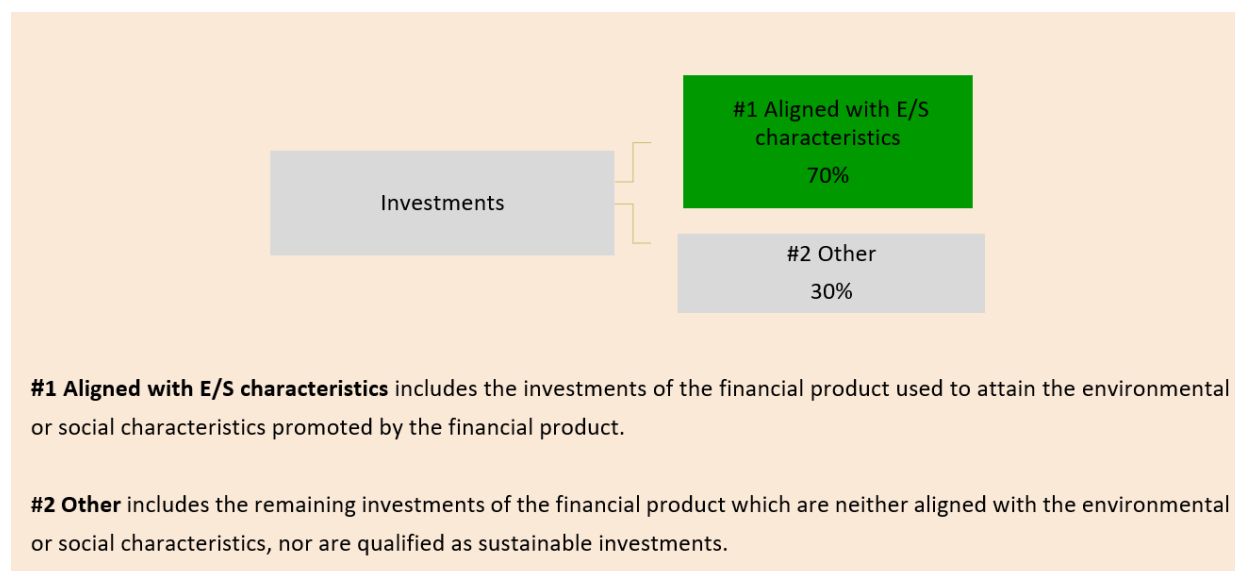 #1 Aligned with E/S
characteristics
70%
Investments
#2 Other
30%
#1 Aligned with E/S characteristics includes the investments of the financial product used to attain the environmental
or social characteristics promoted by the financial product.
#2 Other includes the remaining investments of the financial product which are neither aligned with the environmental
or social characteristics, nor are qualified as sustainable investments.